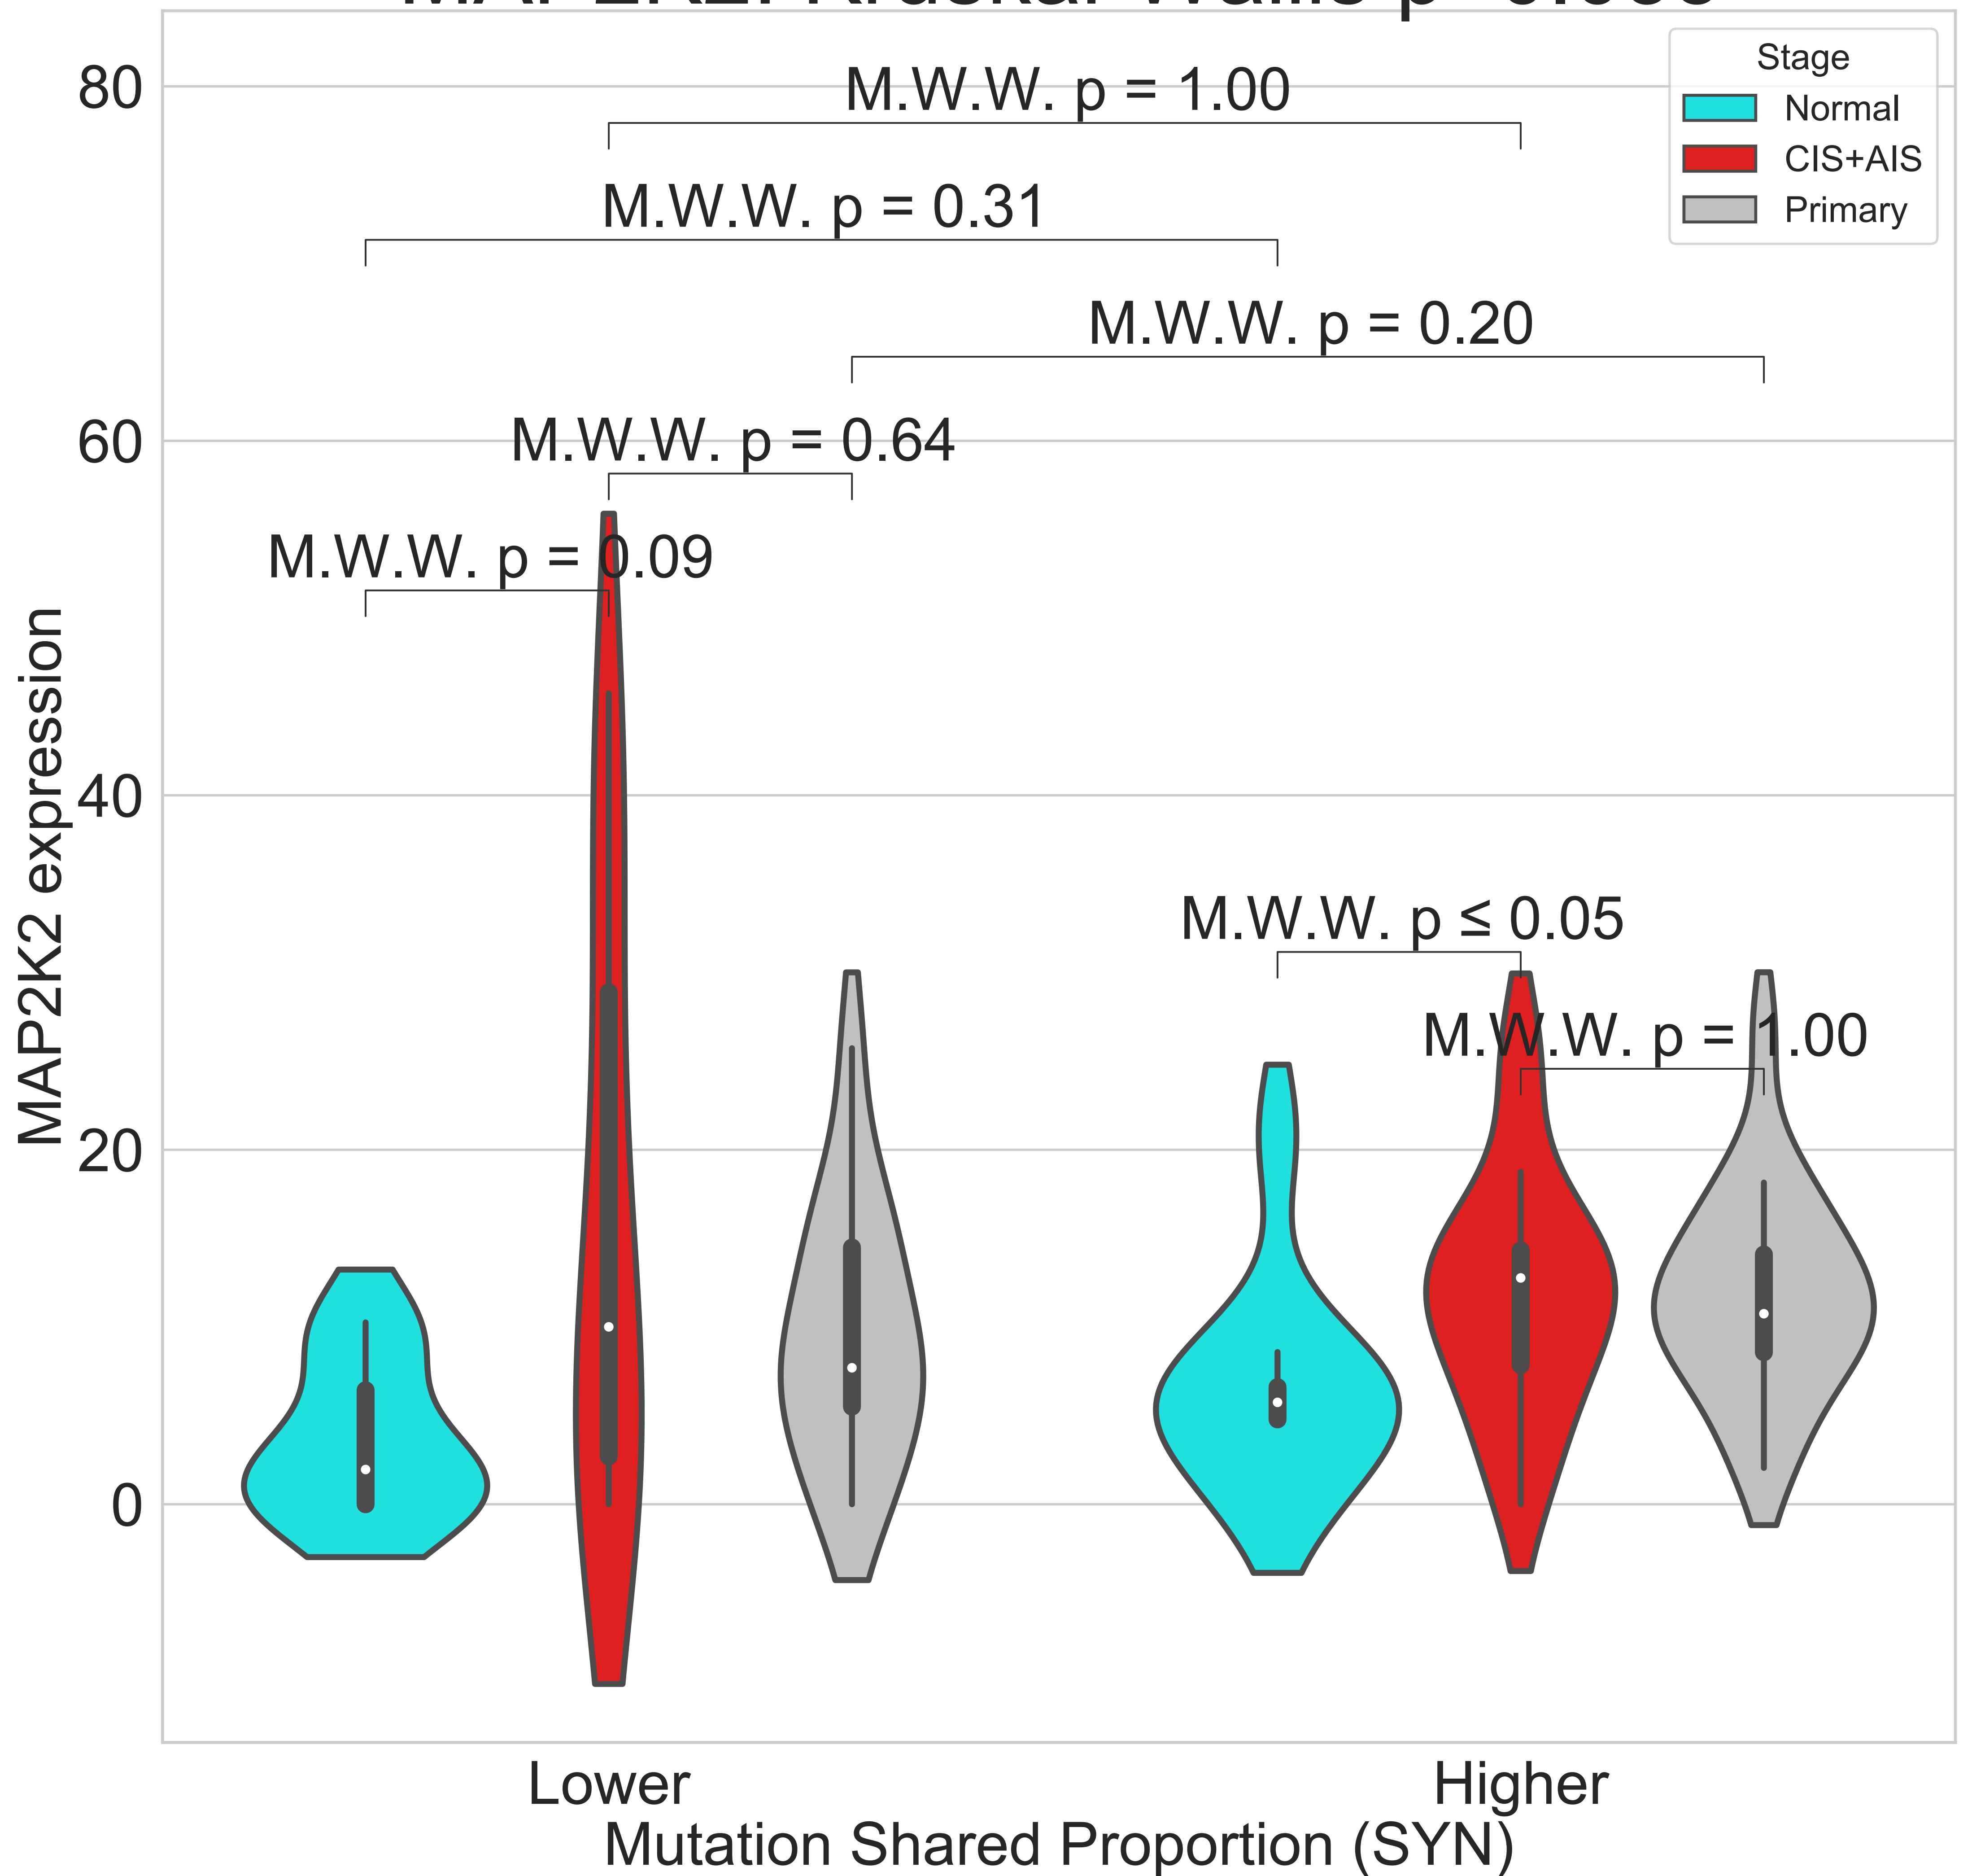 Stage
Normal
CIS+AIS
Primary
M.W.W. p = 1.00
M.W.W. p = 0.31
M.W.W. p = 0.20
M.W.W. p = 0.64
M.W.W. p = 0.09
M.W.W. p ≤ 0.05
M.W.W. p = 1.00
80
60
40
20
0
MAP2K2 expression
Lower
Higher
Mutation Shared Proportion (SYN)